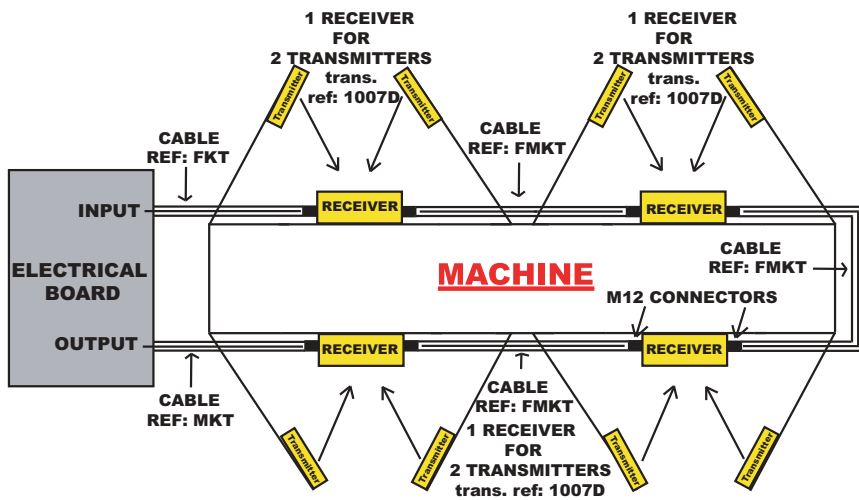 1 RECEIVER
FOR
2 TRANSMITTERS
trans.
ref: 1007D
1 RECEIVER
FOR
2 TRANSMITTERS
trans.
ref: 1007D
Transmitter
Transmitter
Transmitter
Transmitter
CABLE
REF: FKT
CABLE
REF: FMKT
INPUT
RECEIVER
RECEIVER
ELECTRICAL
BOARD
MACHINE
CABLE
REF: FMKT
M12 CONNECTORS
OUTPUT
RECEIVER
RECEIVER
CABLE
REF: MKT
CABLE
REF: FMKT
1 RECEIVER
FOR
2 TRANSMITTERS
trans. ref: 1007D
Transmitter
Transmitter
Transmitter
Transmitter